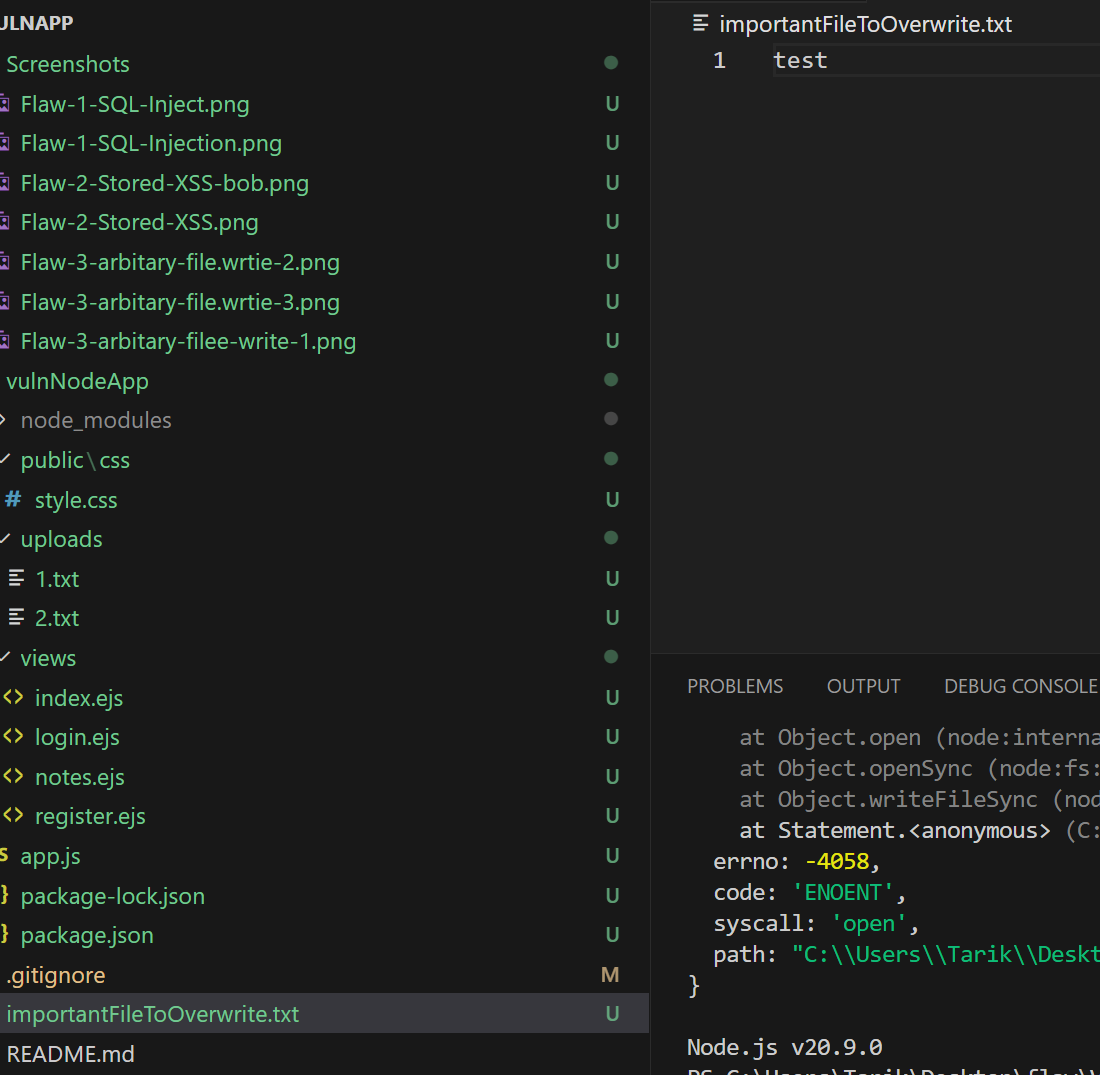 ULNAPP
Screenshots
Flaw-1-SQL-Inject.png U
Flaw-1-SQL-Injection.png U
Flaw-2-Stored-XSS-bob.png U
Flaw-2-Stored-XSS.png U
Flaw-3-arbitary-file.wrtie-2.png U
Flaw-3-arbitary-file.wrtie-3.png U
Flaw-3-arbitary-filee-write-1.png U
vulnNodeApp
node_modules
public\css
# style.css U
uploads
1.txt U
2.txt U
views
<> index.ejs U
<> login.ejs U
<> notes.ejs U
<> register.ejs U
app.js U
package-lock.json U
package.json U
.gitignore M
importantFileToOverwrite.txt U
README.md
importantFileToOverwrite.txt
1 test
PROBLEMS OUTPUT DEBUG CONSOLE
at Object.open (node:interna
at Object.openSync (node:fs:
at Object.writeFileSync (nod
at Statement.<anonymous> (C:
errno: -4058,
code: 'ENOENT',
syscall: 'open',
path: "C:\\Users\\Tarik\\Deskt
}
Node.js v20.9.0
PS C:\Users\Tarik\Desktop\flaw\